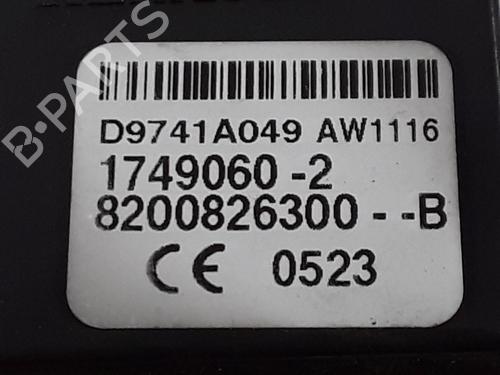 D9741A049 AW1116
1749060 -2
8200826300 - -B
CE 0523
B-PARTS